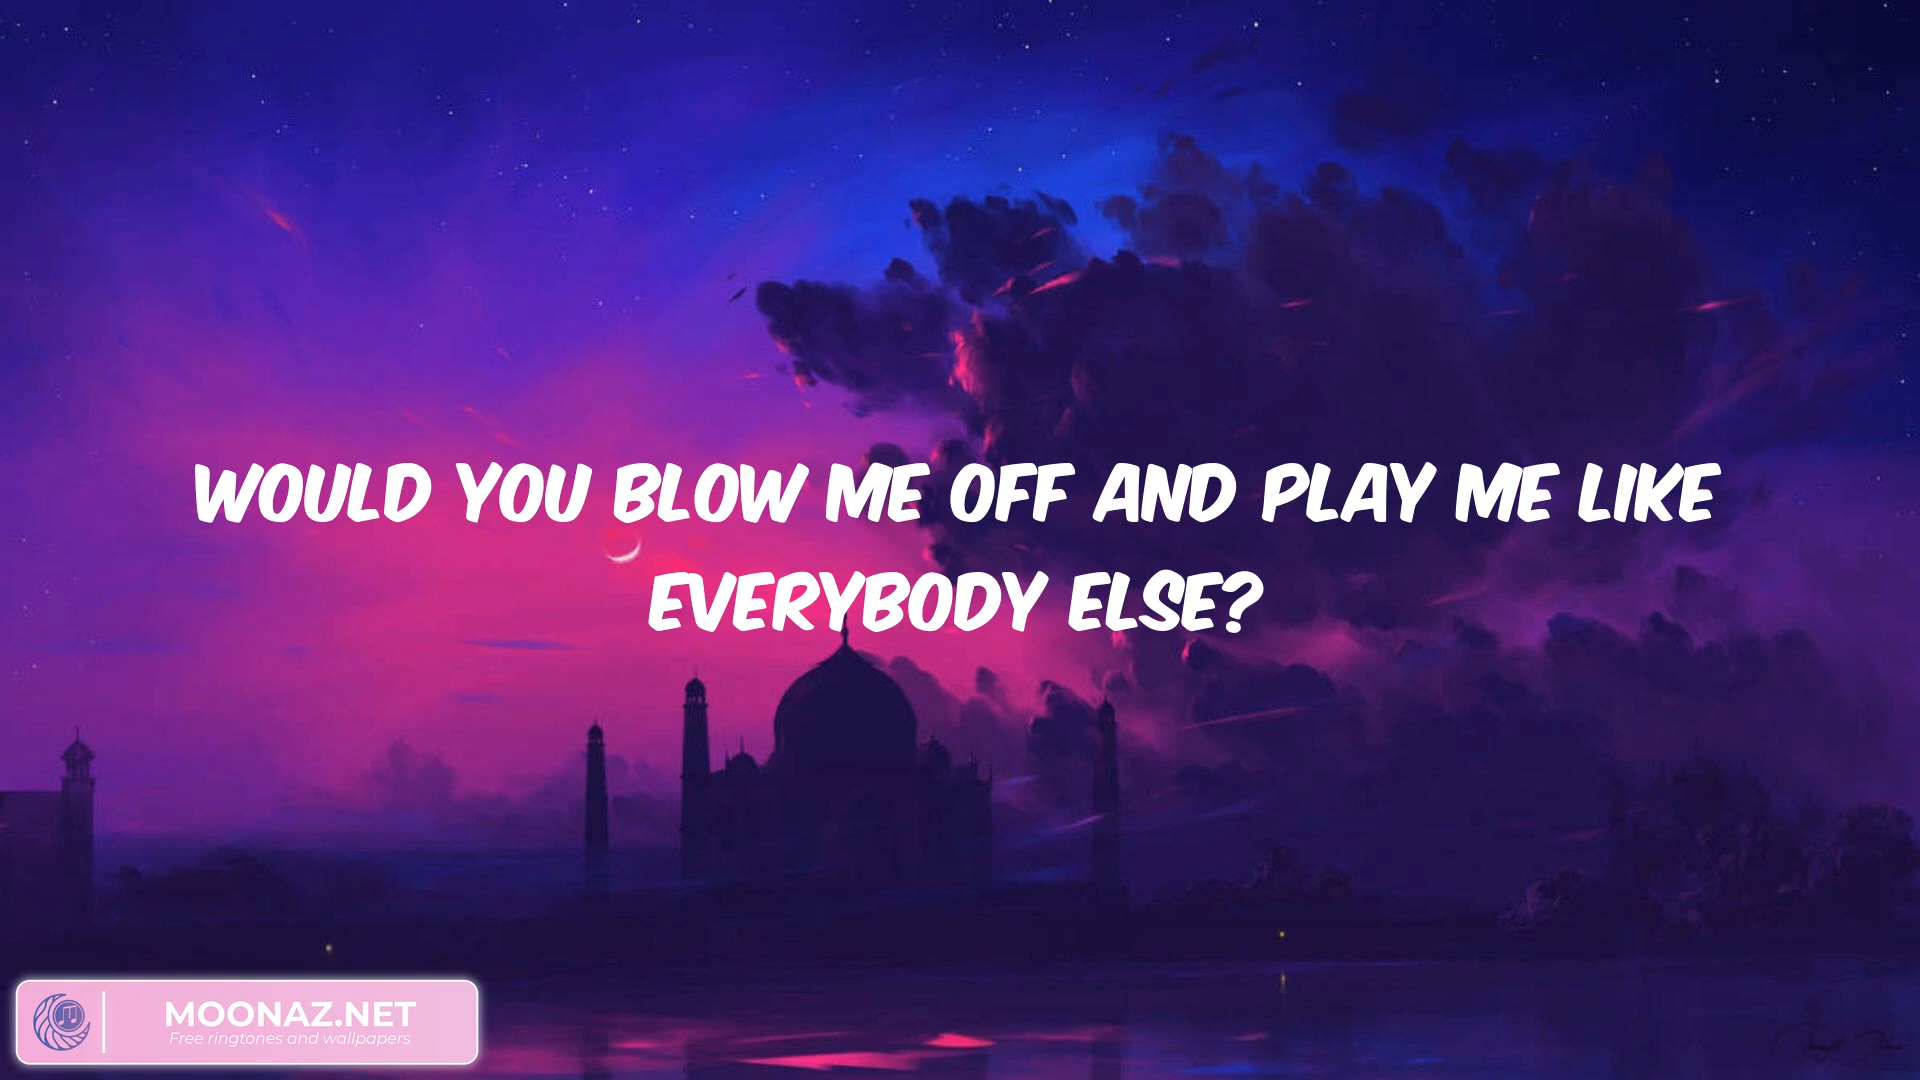 WOULD YOU BLOW ME OFF AND PLAY ME LIKE
EVERYBODY ELSE?
MOONAZ.NET
Free ringtones and wallpapers